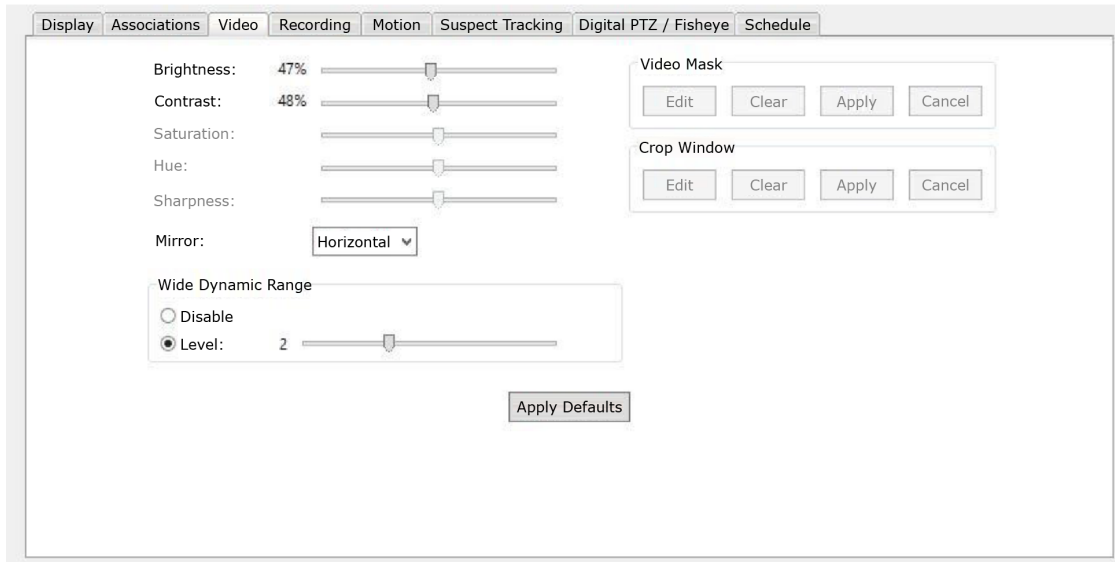 Display Associations Video Recording Motion Suspect Tracking Digital PTZ / Fisheye Schedule
Brightness: 47%
Contrast: 48%
Saturation:
Hue:
Sharpness:
Mirror: Horizontal
Wide Dynamic Range
Disable
Level: 2
Video Mask
Edit Clear Apply Cancel
Crop Window
Edit Clear Apply Cancel
Apply Defaults